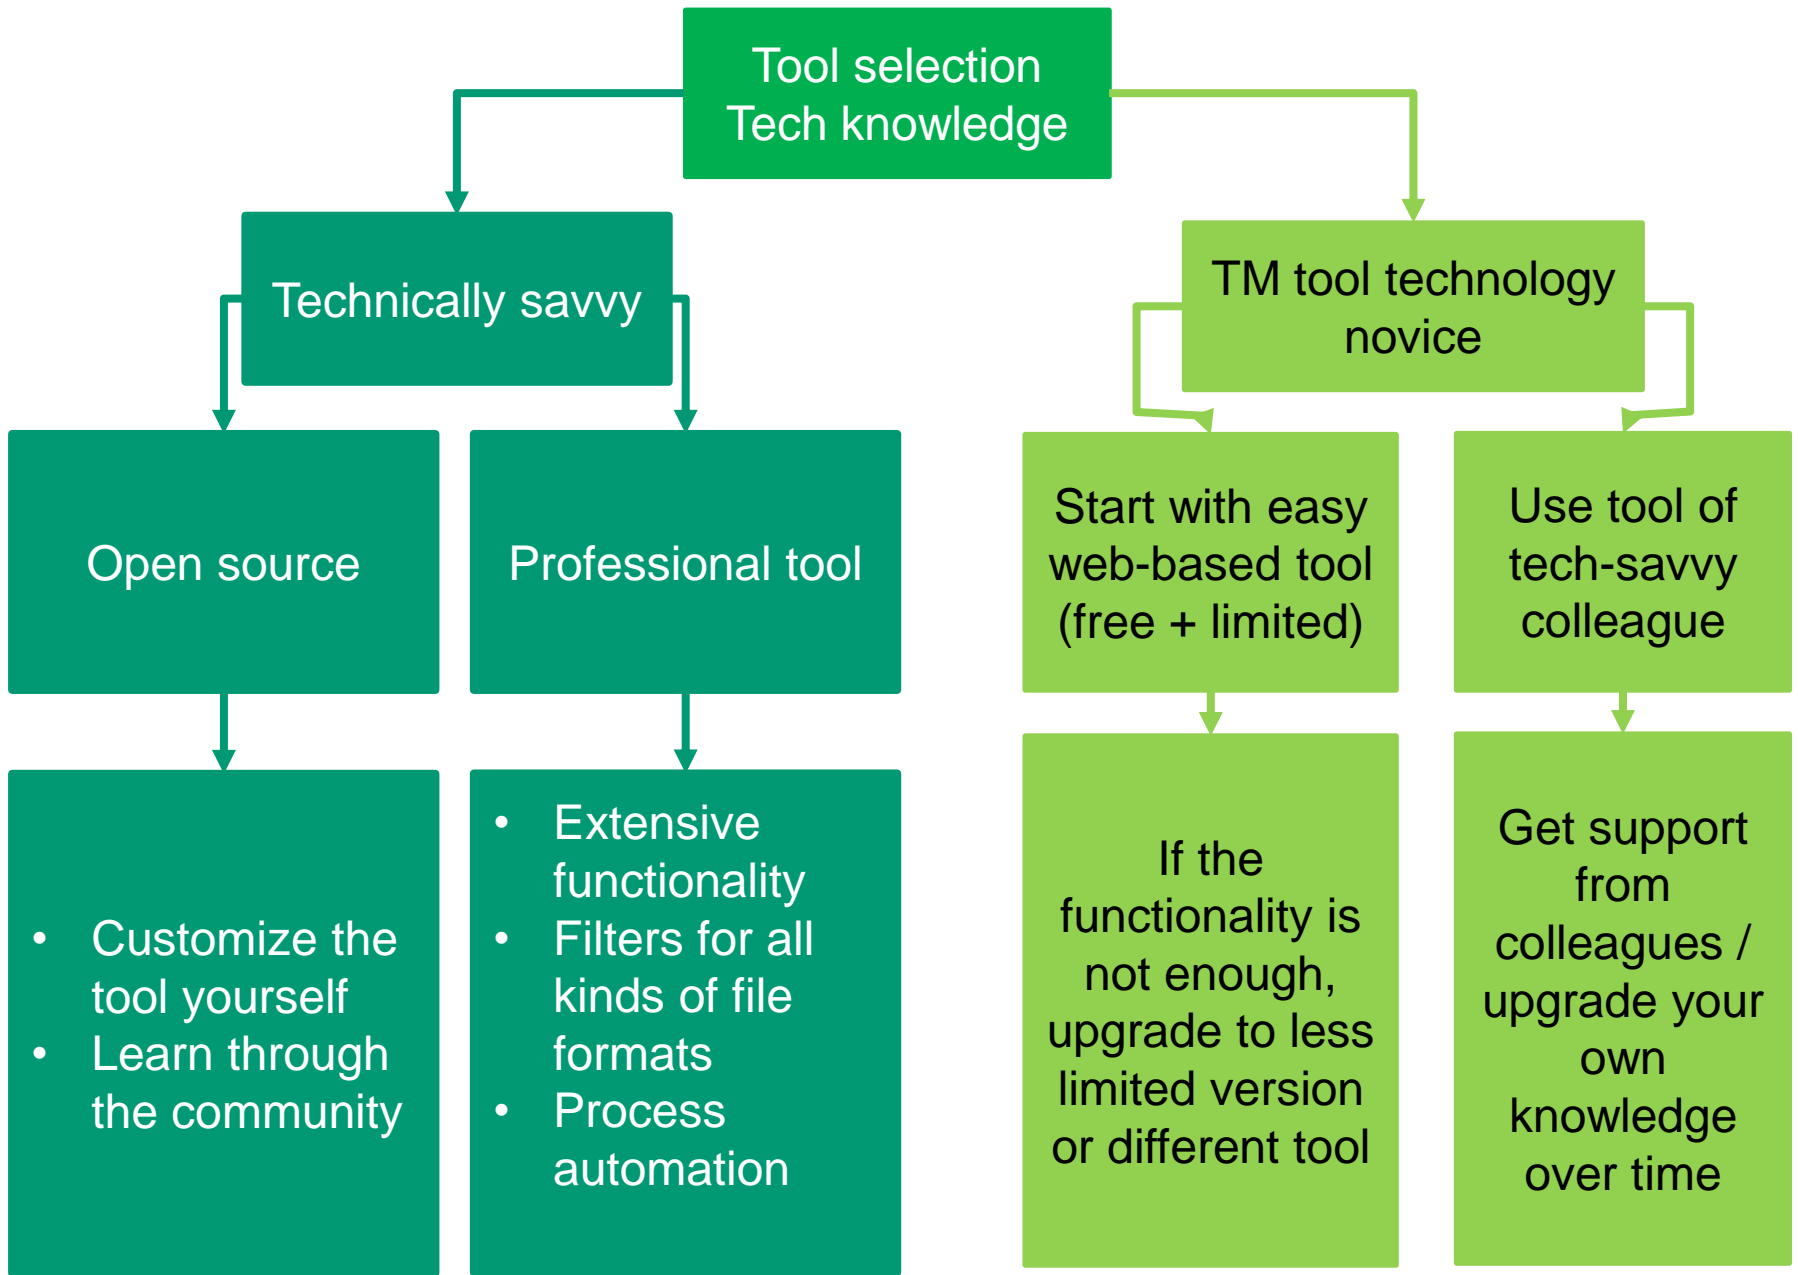 Tool selection
Tech knowledge
Technically savvy
TM tool technology
novice
Open source
Professional tool
Start with easy
web-based tool
(free + limited)
Use tool of
tech-savvy
colleague
• Customize the
tool yourself
• Learn through
the community
• Extensive
functionality
• Filters for all
kinds of file
formats
• Process
automation
If the
functionality is
not enough,
upgrade to less
limited version
or different tool
Get support
from
colleagues /
upgrade your
own
knowledge
over time